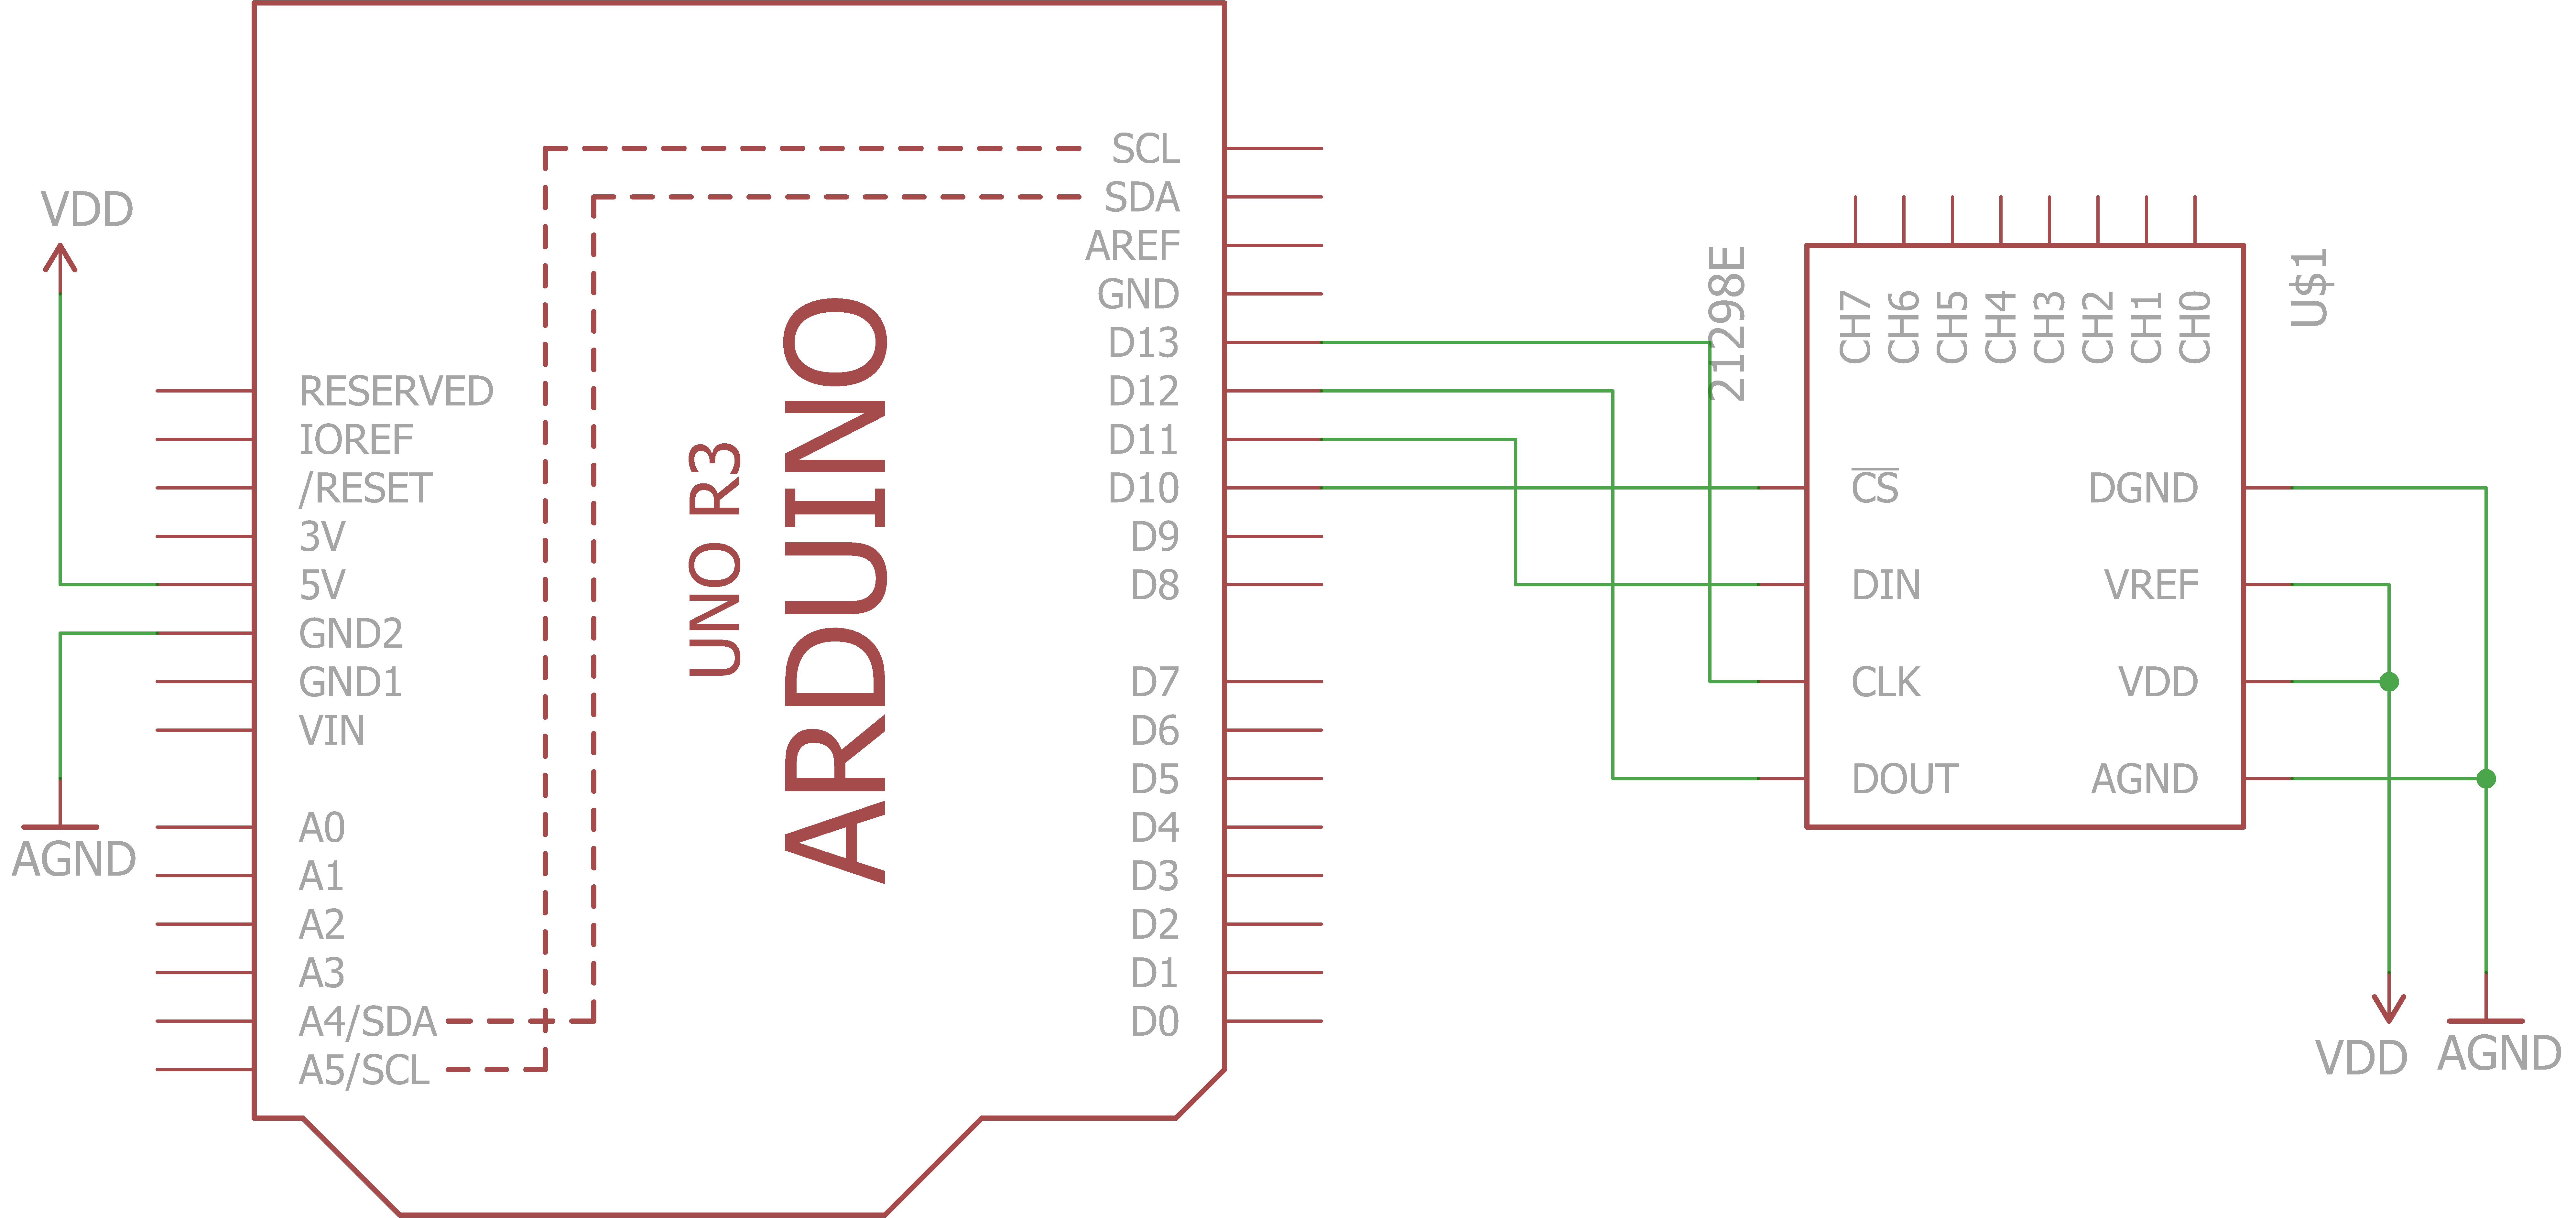 VDD
AGND
RESERVED
IOREF
/RESET
3V
5V
GND2
GND1
VIN
A0
A1
A2
A3
A4/SDA
A5/SCL
UNO R3
ARDUINO
SCL
SDA
AREF
GND
D13
D12
D11
D10
D9
D8
D7
D6
D5
D4
D3
D2
D1
D0
21298E
CH7
CH6
CH5
CH4
CH3
CH2
CH1
CH0
U$1
CS
DIN
CLK
DOUT
DGND
VREF
VDD
AGND
VDD
AGND